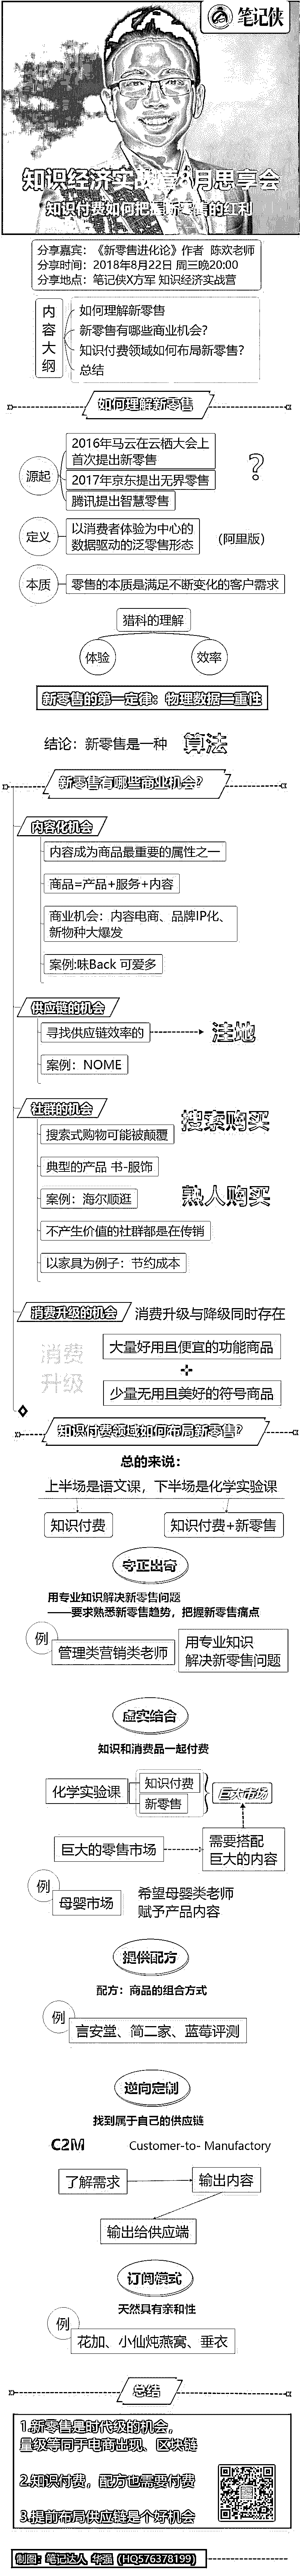 笔记侠
知识经济实战营8月思享会
知识付费如何把握新零售的红利
分享嘉宾：《新零售进化论》作者 陈欢老师
分享时间：2018年8月22日 周三晚20:00
分享地点：笔记侠X方军 知识经济实战营
内容大纲
如何理解新零售
新零售有哪些商业机会?
知识付费领域如何布局新零售?
总结
如何理解新零售
源起
2016年马云在云栖大会上
首次提出新零售
2017年京东提出无界零售
腾讯提出智慧零售
?
定义
以消费者体验为中心的
数据驱动的泛零售形态
（阿里版）
本质
零售的本质是满足不断变化的客户需求
猎科的理解
体验
效率
新零售的第一定律：物理数据二重性
结论：新零售是一种 算法
新零售有哪些商业机会?
内容化机会
内容成为商品最重要的属性之一
商品=产品+服务+内容
商业机会：内容电商、品牌IP化、
新物种大爆发
案例:味Back 可爱多
供应链的机会
寻找供应链效率的
洼地
案例：NOME
社群的机会
搜索购买
搜索式购物可能被颠覆
典型的产品 书-服饰
案例：海尔顺逛
熟人购买
不产生价值的社群都是在传销
以家具为例子：节约成本
消费升级的机会
消费升级与降级同时存在
消费
升级
大量好用且便宜的功能商品
少量无用且美好的符号商品
知识付费领域如何布局新零售?
总的来说：
上半场是语文课，下半场是化学实验课
知识付费
知识付费+新零售
守正出奇
用专业知识解决新零售问题
——要求熟悉新零售趋势，把握新零售痛点
例
管理类营销类老师
用专业知识
解决新零售问题
虚实结合
知识和消费品一起付费
化学实验课
知识付费
新零售
巨大市场
巨大的零售市场
需要搭配
巨大的内容
例
母婴市场
希望母婴类老师
赋予产品内容
提供配方
配方：商品的组合方式
例
言安堂、简二家、蓝莓评测
逆向定制
找到属于自己的供应链
C2M
Customer-to- Manufactory
了解需求
输出内容
输出给供应端
订阅模式
天然具有亲和性
例
花加、小仙炖燕窝、垂衣
总结
1.新零售是时代级的机会，
量级等同于电商出现、区块链
2.知识付费，配方也需要付费
3.提前布局供应链是个好机会
制图：笔记达人 华强（HQ576378199）